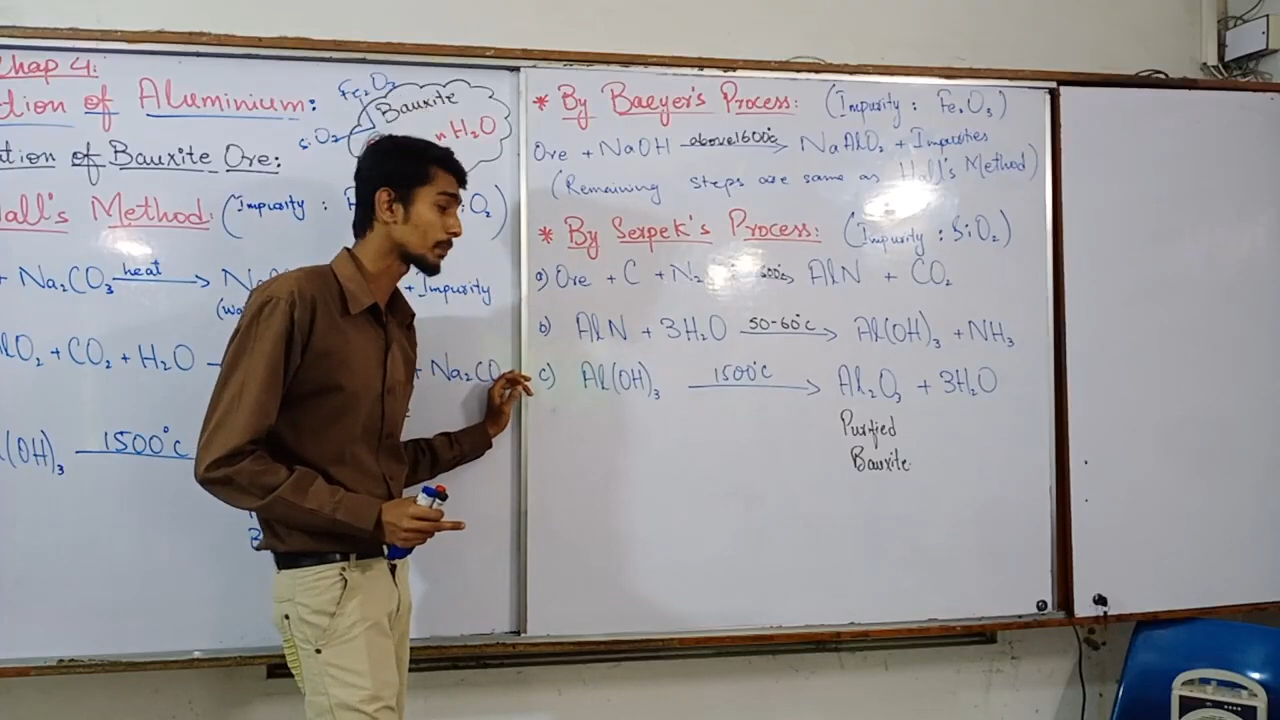 Chap 4:
tion of Aluminium:
Fe₂O₃
Bauxite
SiO₂
nH₂O
tion of Bauxite Ore:
Hall's Method: (Impurity : O₂)
+ Na₂CO₃ heat → + Impurity
AlO₂ + CO₂ + H₂O → + Na₂CO
(OH)₃ 1500°C
* By Baeyer's Process: (Impurity : Fe₂O₃)
Ore + NaOH above 1600°C → NaAlO₂ + Impurities
(Remaining steps are same as Hall's Method)
* By Serpek's Process: (Impurity : SiO₂)
a) Ore + C + N₂ → AlN + CO₂
b) AlN + 3H₂O 50-60°C → Al(OH)₃ + NH₃
c) Al(OH)₃ 1500°C → Al₂O₃ + 3H₂O
Purified
Bauxite.